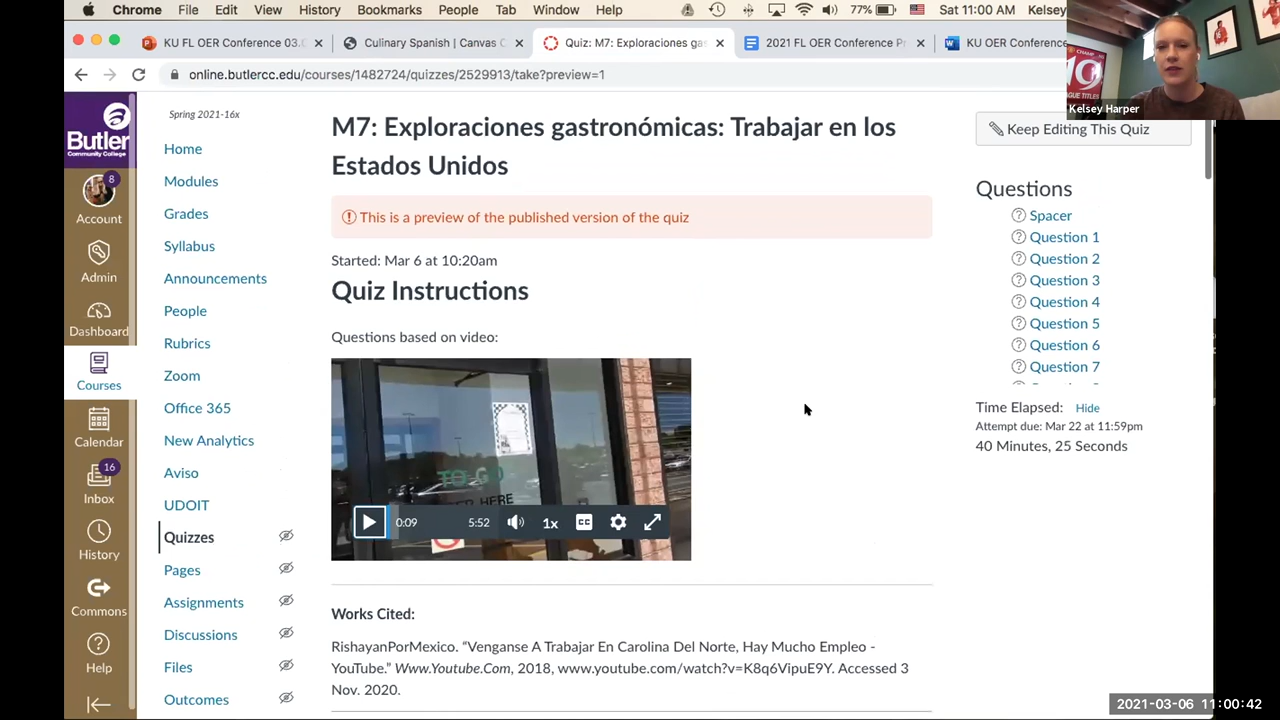 Chrome File Edit View History Bookmarks People Tab Window Help 77% Sat 11:00 AM Kelsey
KU FL OER Conference 03.2
Culinary Spanish | Canvas C
Quiz: M7: Exploraciones gas
2021 FL OER Conference P
KU OER Conference
online.butlercc.edu/courses/1482724/quizzes/2529913/take?preview=1
Kelsey Harper
Butler
Community College
8
Account
Admin
Dashboard
Courses
Calendar
16
Inbox
History
Commons
Help
Spring 2021-16x
Home
Modules
Grades
Syllabus
Announcements
People
Rubrics
Zoom
Office 365
New Analytics
Aviso
UDOIT
Quizzes
Pages
Assignments
Discussions
Files
Outcomes
M7: Exploraciones gastronómicas: Trabajar en los
Estados Unidos
This is a preview of the published version of the quiz
Started: Mar 6 at 10:20am
Quiz Instructions
Questions based on video:
TO GO
HERE
0:09 5:52 1x CC
Works Cited:
RishayanPorMexico. “Venganse A Trabajar En Carolina Del Norte, Hay Mucho Empleo -
YouTube.” Www.Youtube.Com, 2018, www.youtube.com/watch?v=K8q6VIpuE9Y. Accessed 3
Nov. 2020.
Keep Editing This Quiz
Questions
Spacer
Question 1
Question 2
Question 3
Question 4
Question 5
Question 6
Question 7
Time Elapsed: Hide
Attempt due: Mar 22 at 11:59pm
40 Minutes, 25 Seconds
2021-03-06 11:00:42